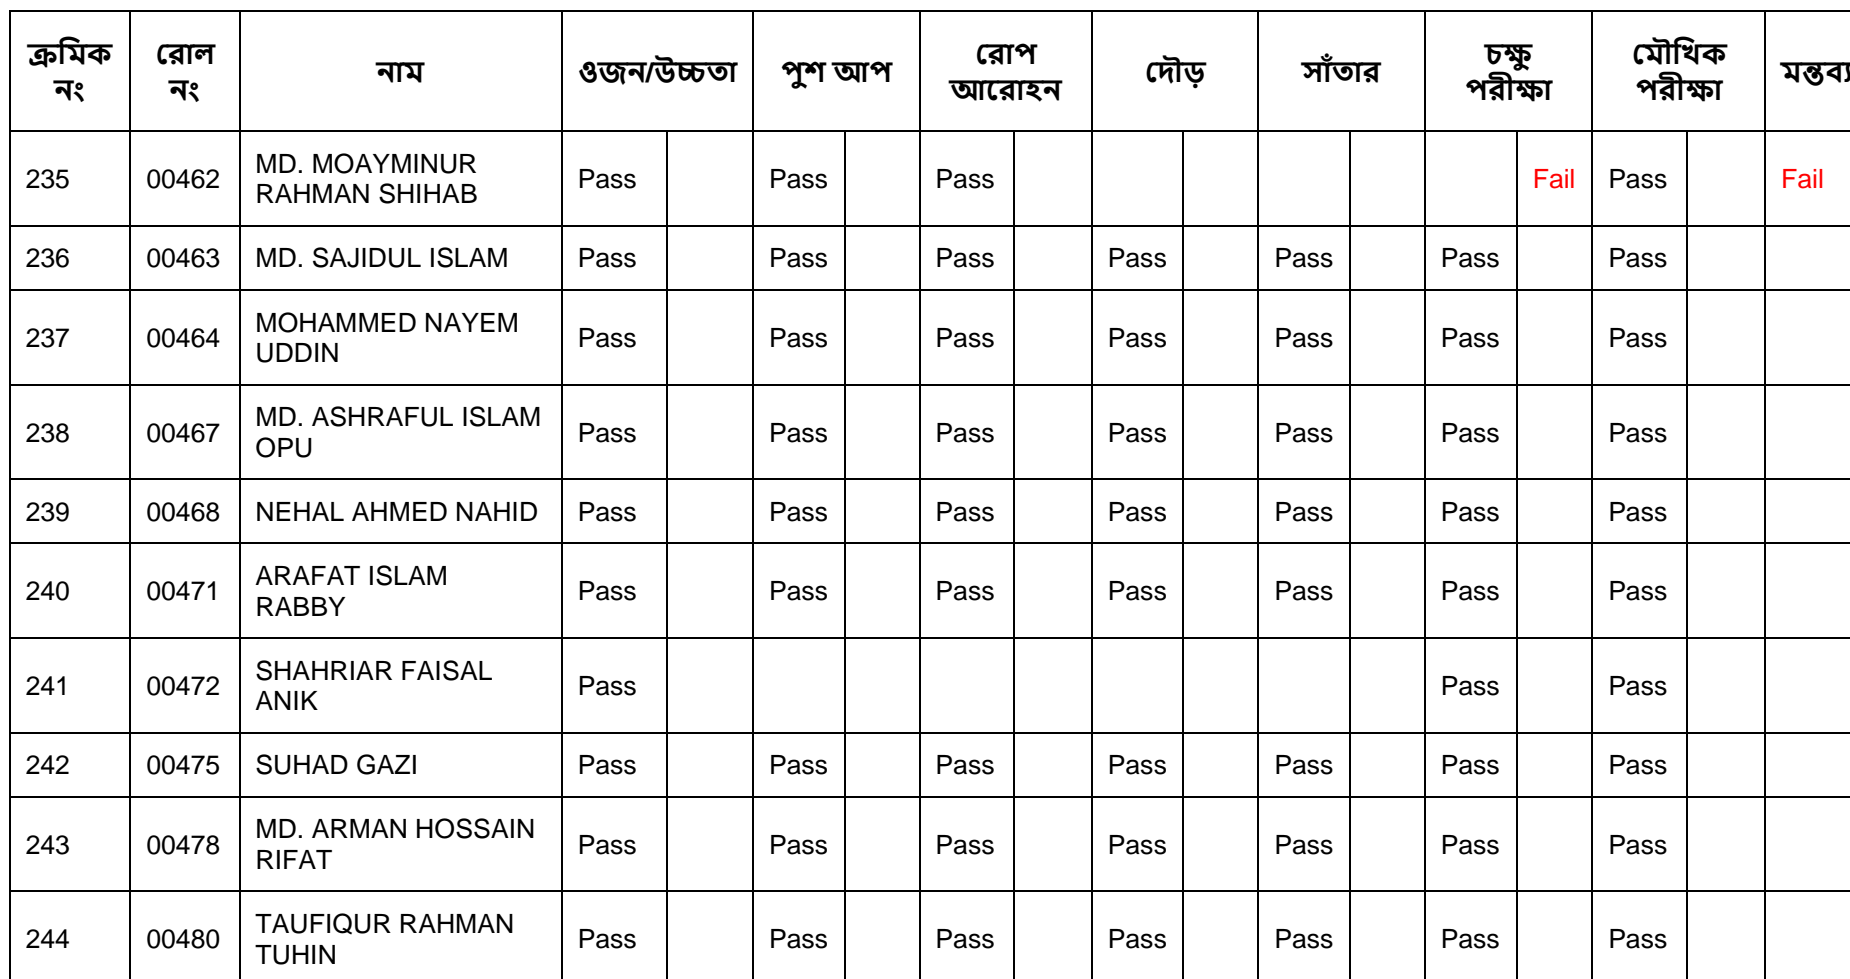 ক্রমিক নং রোল নং নাম ওজন/উচ্চতা পুশ আপ রোপ আরোহন দৌড় সাঁতার চক্ষু পরীক্ষা মৌখিক পরীক্ষা মন্তব্য
235 00462 MD. MOAYMINUR RAHMAN SHIHAB Pass Pass Pass Fail Pass Fail
236 00463 MD. SAJIDUL ISLAM Pass Pass Pass Pass Pass Pass Pass
237 00464 MOHAMMED NAYEM UDDIN Pass Pass Pass Pass Pass Pass Pass
238 00467 MD. ASHRAFUL ISLAM OPU Pass Pass Pass Pass Pass Pass Pass
239 00468 NEHAL AHMED NAHID Pass Pass Pass Pass Pass Pass Pass
240 00471 ARAFAT ISLAM RABBY Pass Pass Pass Pass Pass Pass Pass
241 00472 SHAHRIAR FAISAL ANIK Pass Pass Pass
242 00475 SUHAD GAZI Pass Pass Pass Pass Pass Pass Pass
243 00478 MD. ARMAN HOSSAIN RIFAT Pass Pass Pass Pass Pass Pass Pass
244 00480 TAUFIQUR RAHMAN TUHIN Pass Pass Pass Pass Pass Pass Pass